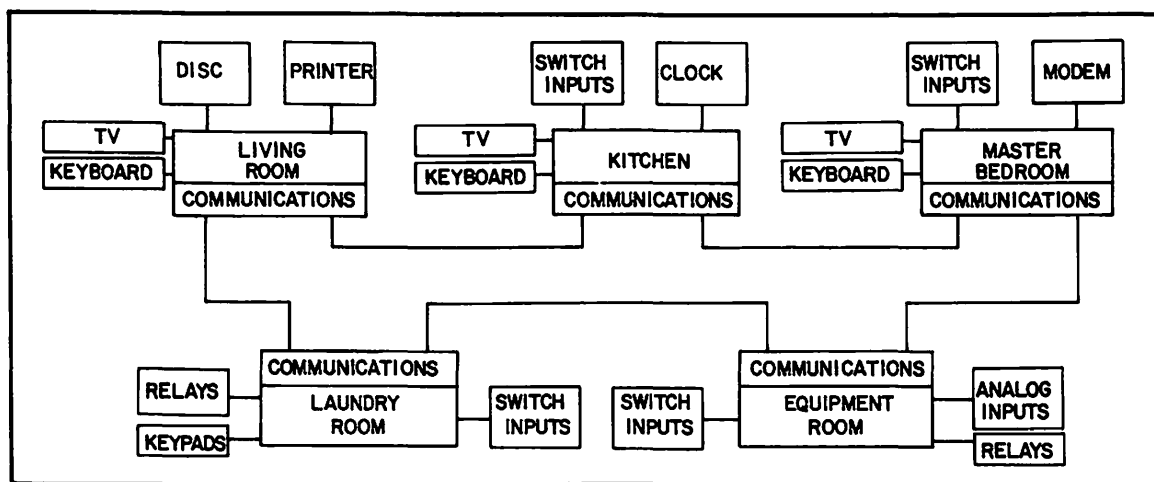 DISC
PRINTER
SWITCH
INPUTS
CLOCK
SWITCH
INPUTS
MODEM
TV
KEYBOARD
LIVING
ROOM
COMMUNICATIONS
TV
KEYBOARD
KITCHEN
COMMUNICATIONS
TV
KEYBOARD
MASTER
BEDROOM
COMMUNICATIONS
COMMUNICATIONS
LAUNDRY
ROOM
RELAYS
KEYPADS
SWITCH
INPUTS
SWITCH
INPUTS
COMMUNICATIONS
EQUIPMENT
ROOM
ANALOG
INPUTS
RELAYS